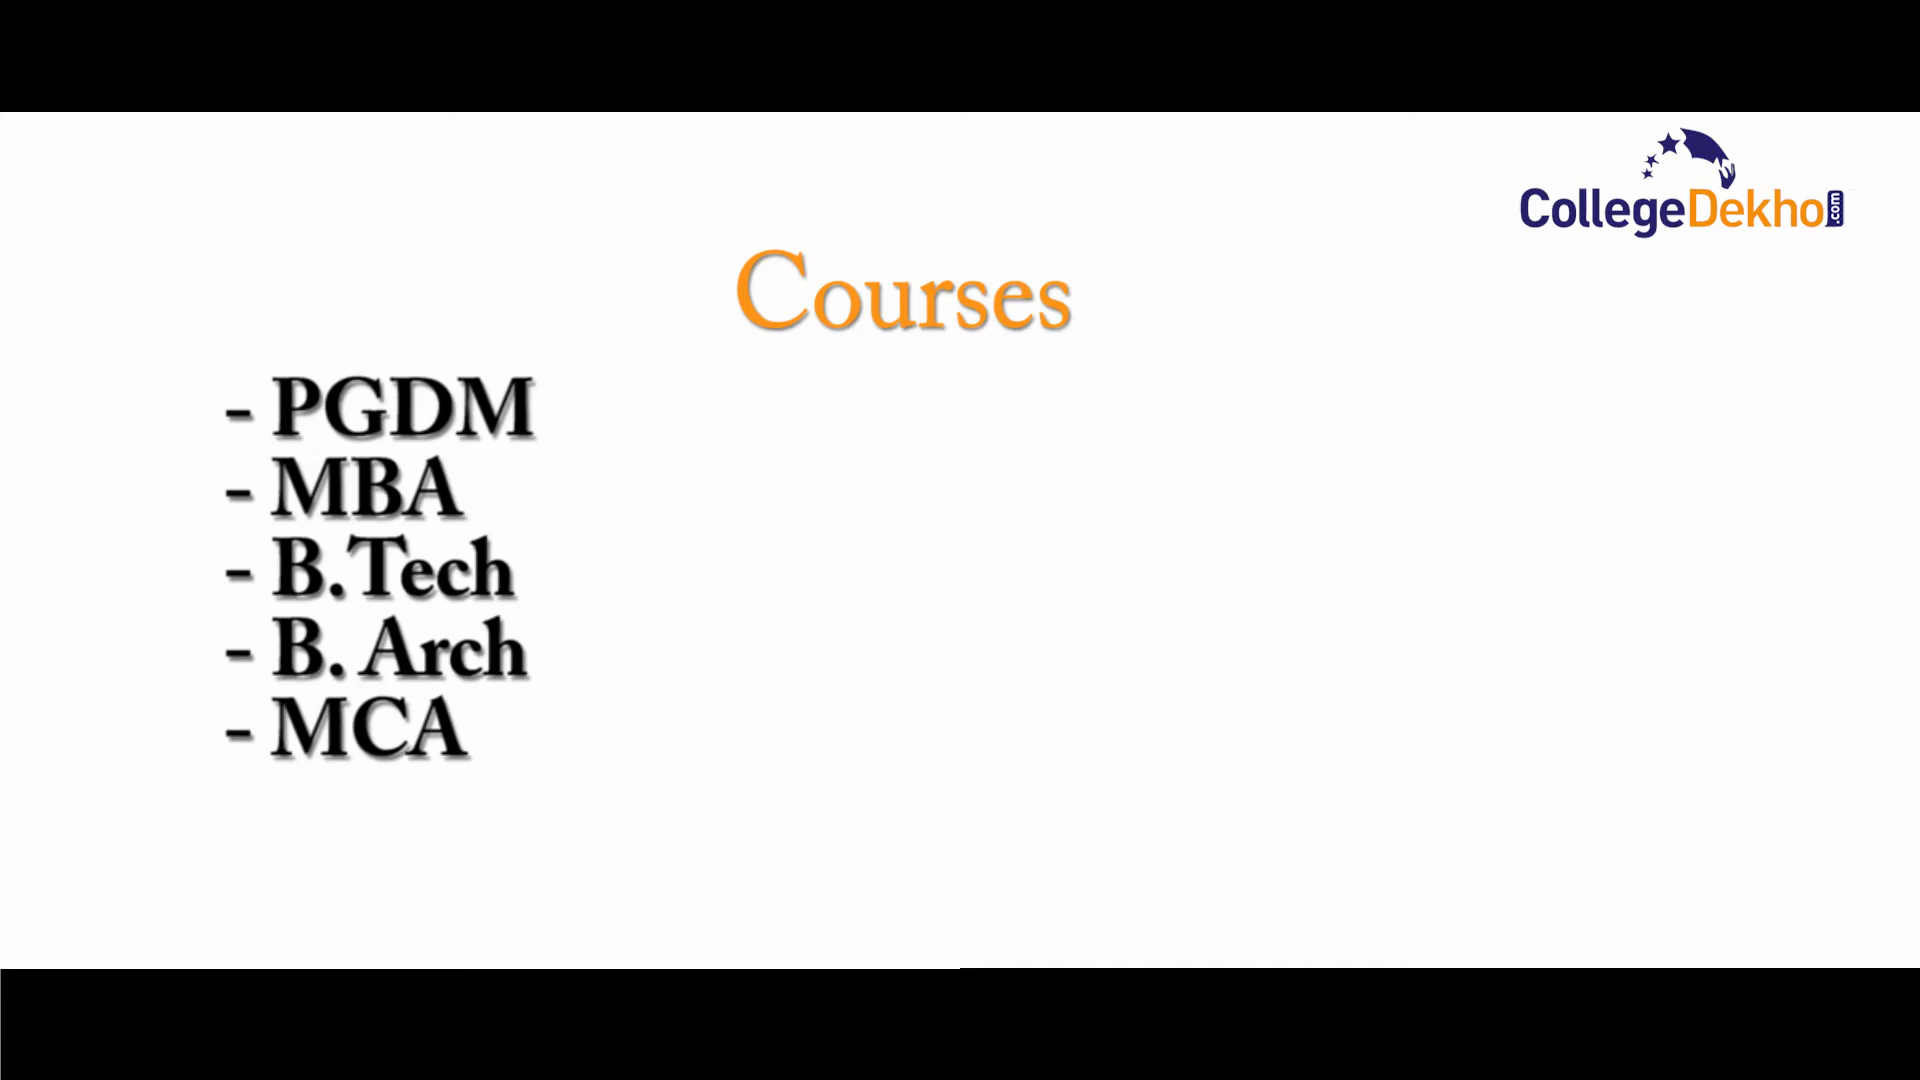 CollegeDekho.com
Courses
- PGDM
- MBA
- B.Tech
- B. Arch
- MCA